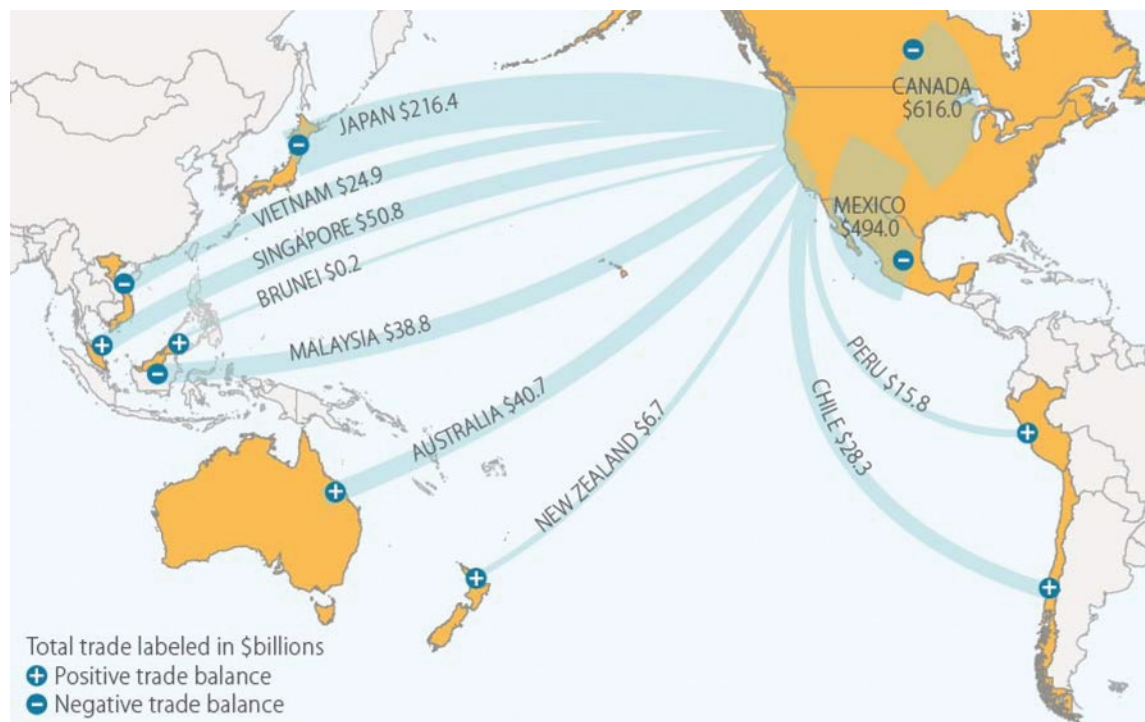 CANADA
$616.0
JAPAN $216.4
VIETNAM $24.9
SINGAPORE $50.8
BRUNEI $0.2
MEXICO
$494.0
MALAYSIA $38.8
AUSTRALIA $40.7
NEW ZEALAND $6.7
PERU $15.8
CHILE $28.3
Total trade labeled in $billions
+ Positive trade balance
− Negative trade balance